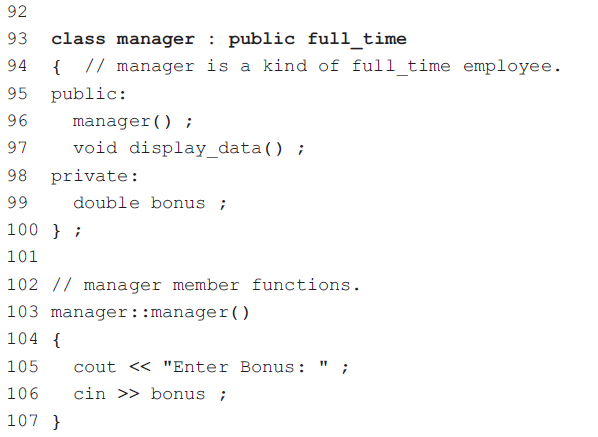 92
93 class manager : public full_time
94 {  // manager is a kind of full_time employee.
95 public:
96   manager() ;
97   void display_data() ;
98 private:
99   double bonus ;
100 } ;
101
102 // manager member functions.
103 manager::manager()
104 {
105   cout << "Enter Bonus: " ;
106   cin >> bonus ;
107 }